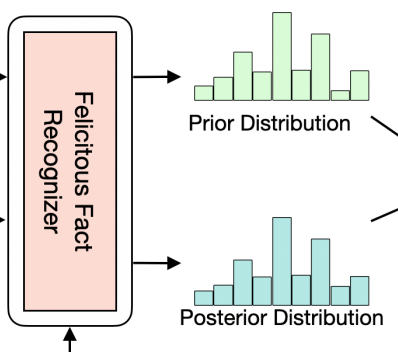 Felicitous Fact
Recognizer
Prior Distribution
Posterior Distribution